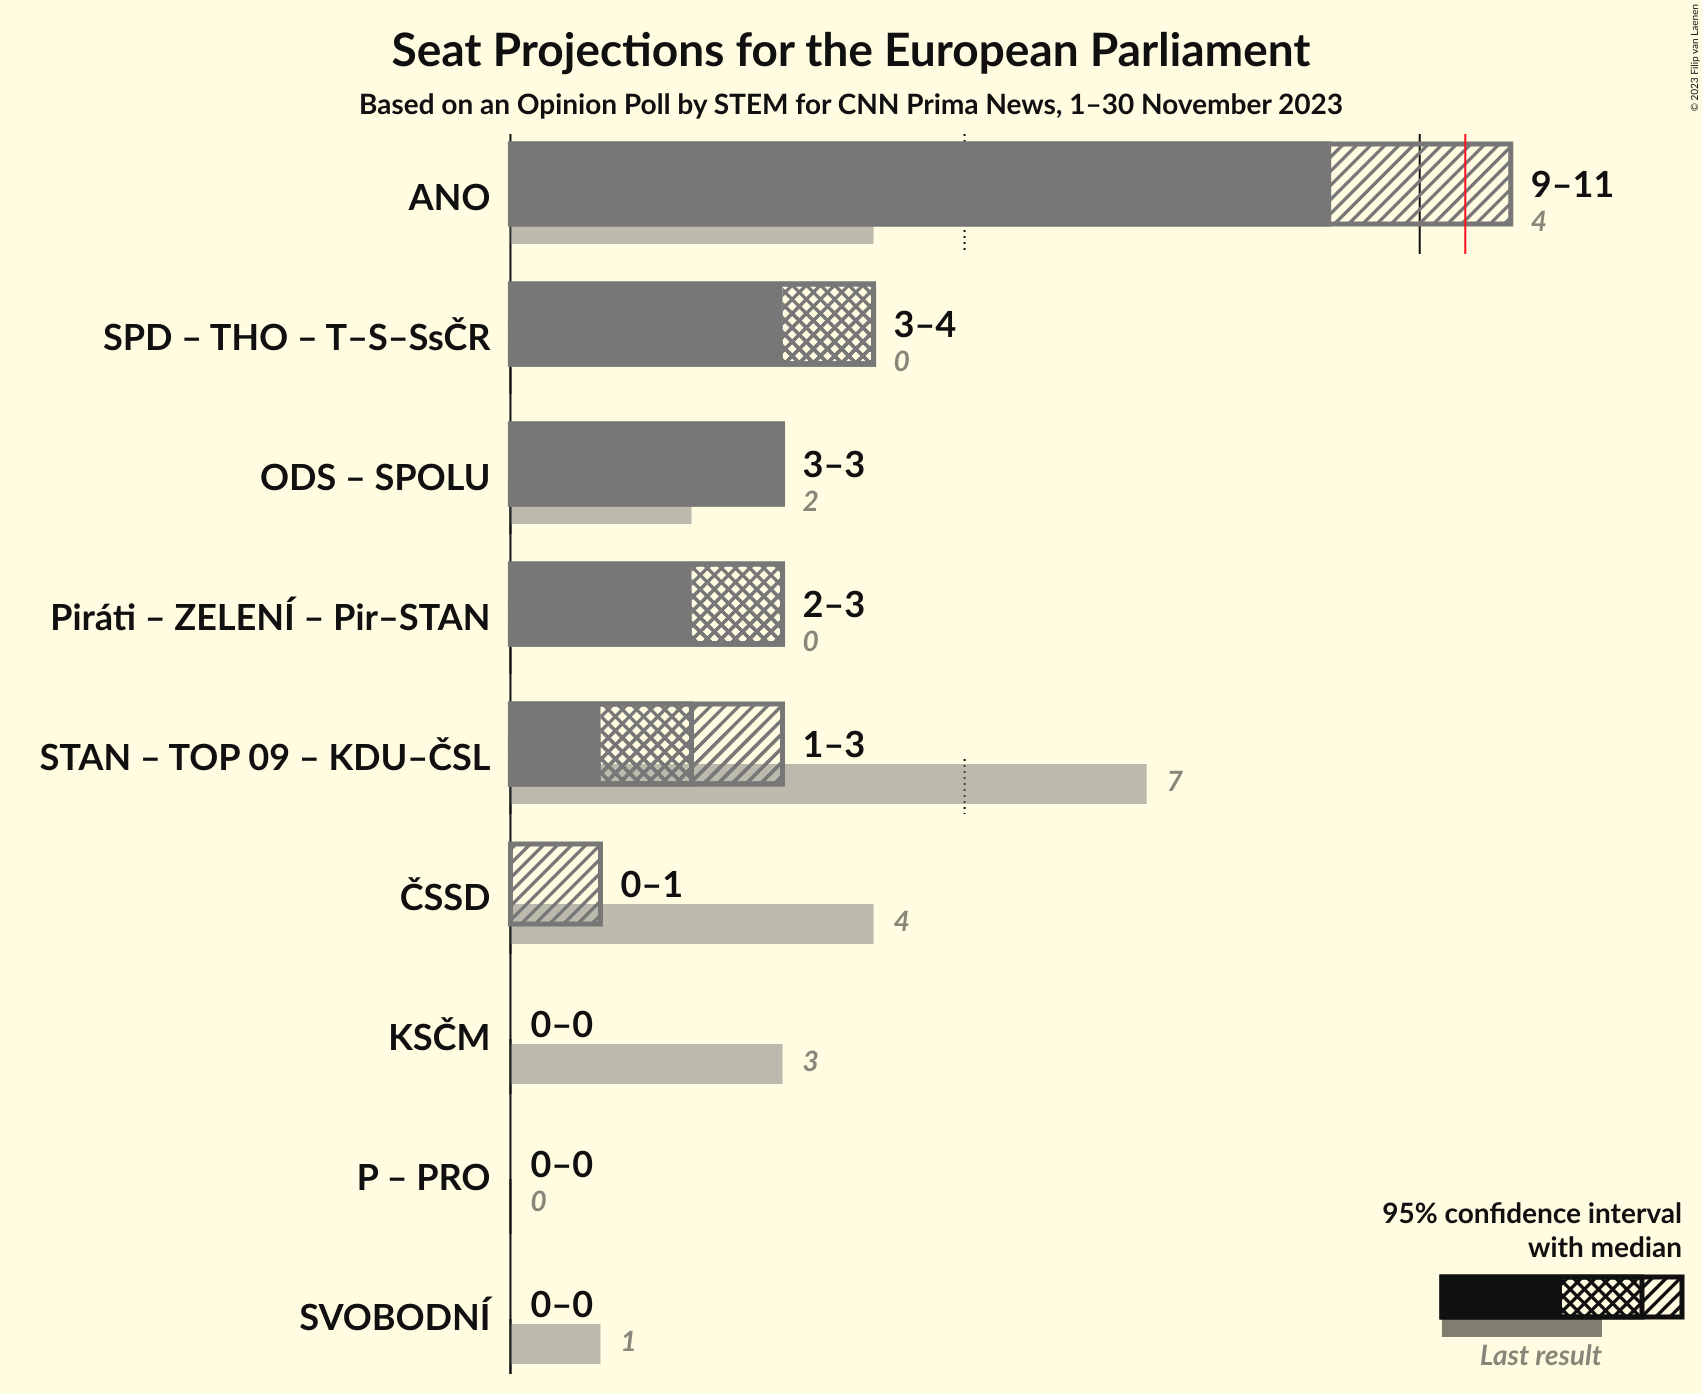 Seat Projections for the European Parliament
Based on an Opinion Poll by STEM for CNN Prima News, 1–30 November 2023
© 2023 Filip van Laenen
ANO
9–11
4
SPD – THO – T–S–SsČR
3–4
0
ODS – SPOLU
3–3
2
Piráti – ZELENÍ – Pir–STAN
2–3
0
STAN – TOP 09 – KDU–ČSL
1–3
7
ČSSD
0–1
4
KSČM
0–0
3
P – PRO
0–0
0
SVOBODNÍ
0–0
1
95% confidence interval
with median
Last result